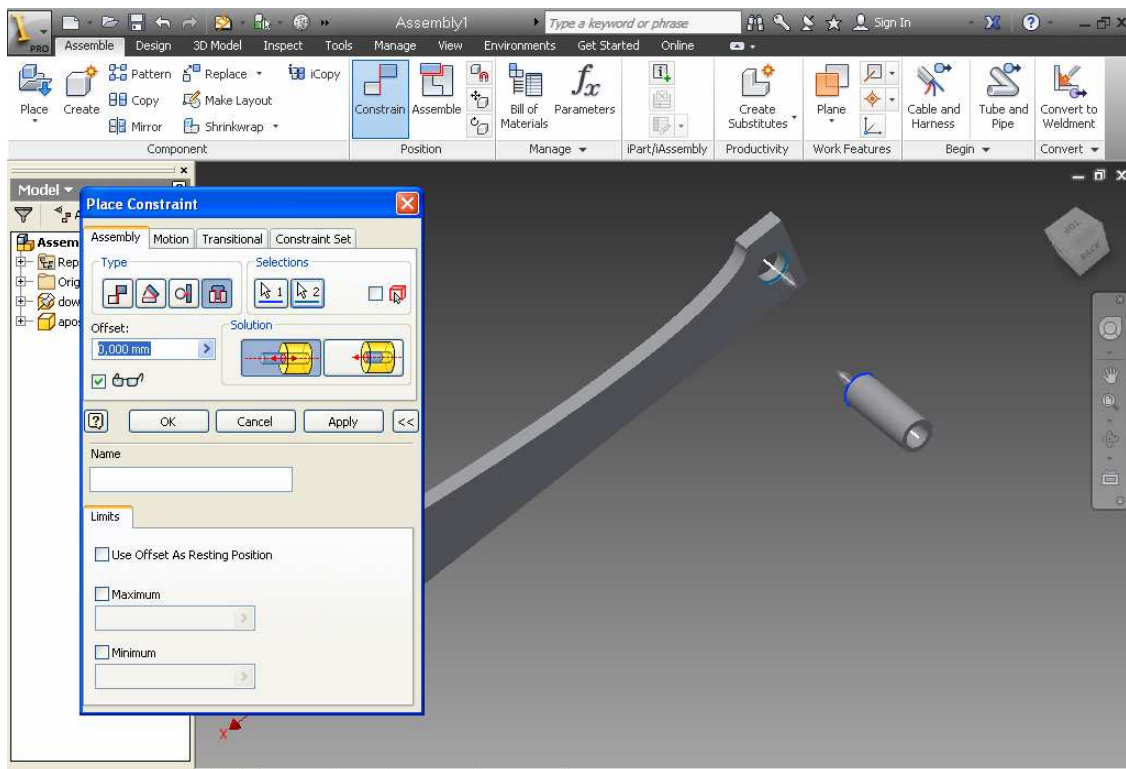 Assembly1
Type a keyword or phrase
Sign In
PRO
Assemble Design 3D Model Inspect Tools Manage View Environments Get Started Online
Place
Create
Pattern
Copy
Mirror
Replace
Make Layout
Shrinkwrap
iCopy
Constrain
Assemble
Bill of
Materials
fx
Parameters
Create
Substitutes
Plane
Cable and
Harness
Tube and
Pipe
Convert to
Weldment
Component
Position
Manage
iPart/iAssembly
Productivity
Work Features
Begin
Convert
Model
Assem
Rep
Orig
dow
apo
Place Constraint
Assembly Motion Transitional Constraint Set
Type
Selections
1
2
Offset:
0,000 mm
Solution
OK
Cancel
Apply
<<
Name
Limits
Use Offset As Resting Position
Maximum
Minimum
TOP
BACK
X